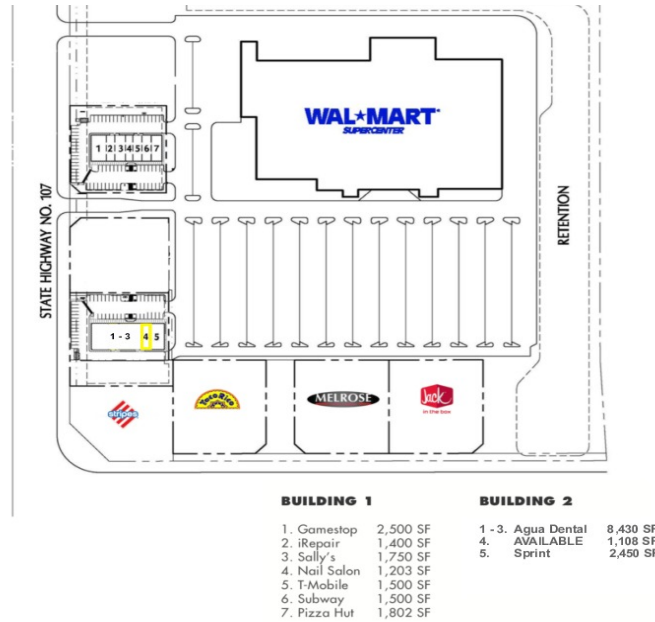 WAL★MART
SUPERCENTER
1 2 3 4 5 6 7
STATE HIGHWAY NO. 107
RETENTION
1 - 3 4 5
stripes
Taco Rico
MELROSE
Jack
in the box
BUILDING 1
1. Gamestop 2,500 SF
2. iRepair 1,400 SF
3. Sally's 1,750 SF
4. Nail Salon 1,203 SF
5. T-Mobile 1,500 SF
6. Subway 1,500 SF
7. Pizza Hut 1,802 SF
BUILDING 2
1 - 3. Agua Dental 8,430 SF
4. AVAILABLE 1,108 SF
5. Sprint 2,450 SF